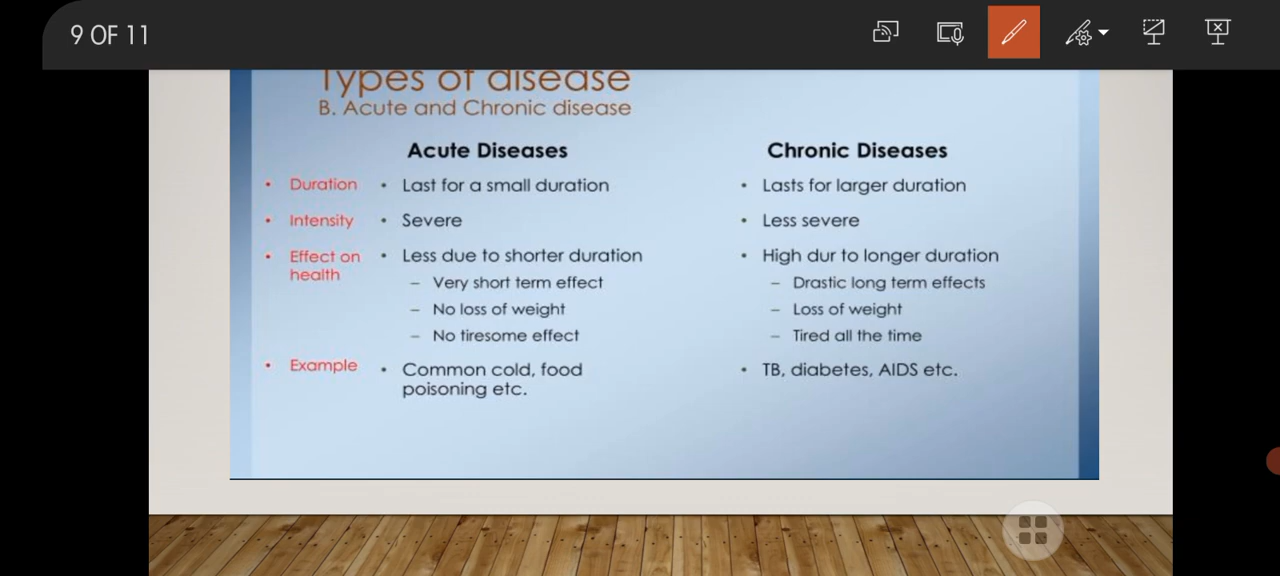 9 OF 11
Types of disease
B. Acute and Chronic disease
Acute Diseases
Chronic Diseases
• Duration • Last for a small duration • Lasts for larger duration
• Intensity • Severe • Less severe
• Effect on health • Less due to shorter duration • High dur to longer duration
– Very short term effect – Drastic long term effects
– No loss of weight – Loss of weight
– No tiresome effect – Tired all the time
• Example • Common cold, food • TB, diabetes, AIDS etc.
poisoning etc.